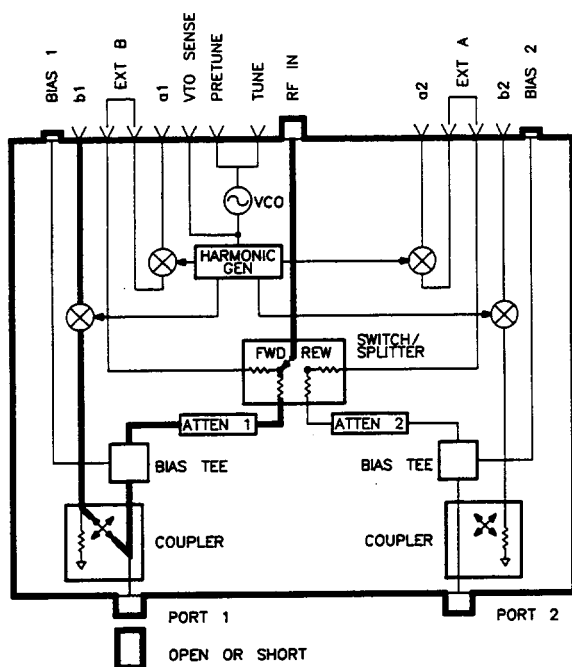 BIAS 1
b1
EXT B
a1
VTO SENSE
PRETUNE
TUNE
RF IN
a2
EXT A
b2
BIAS 2
VCO
HARMONIC
GEN
SWITCH/
SPLITTER
FWD REW
ATTEN 1
ATTEN 2
BIAS TEE
BIAS TEE
COUPLER
COUPLER
PORT 1
PORT 2
OPEN OR SHORT